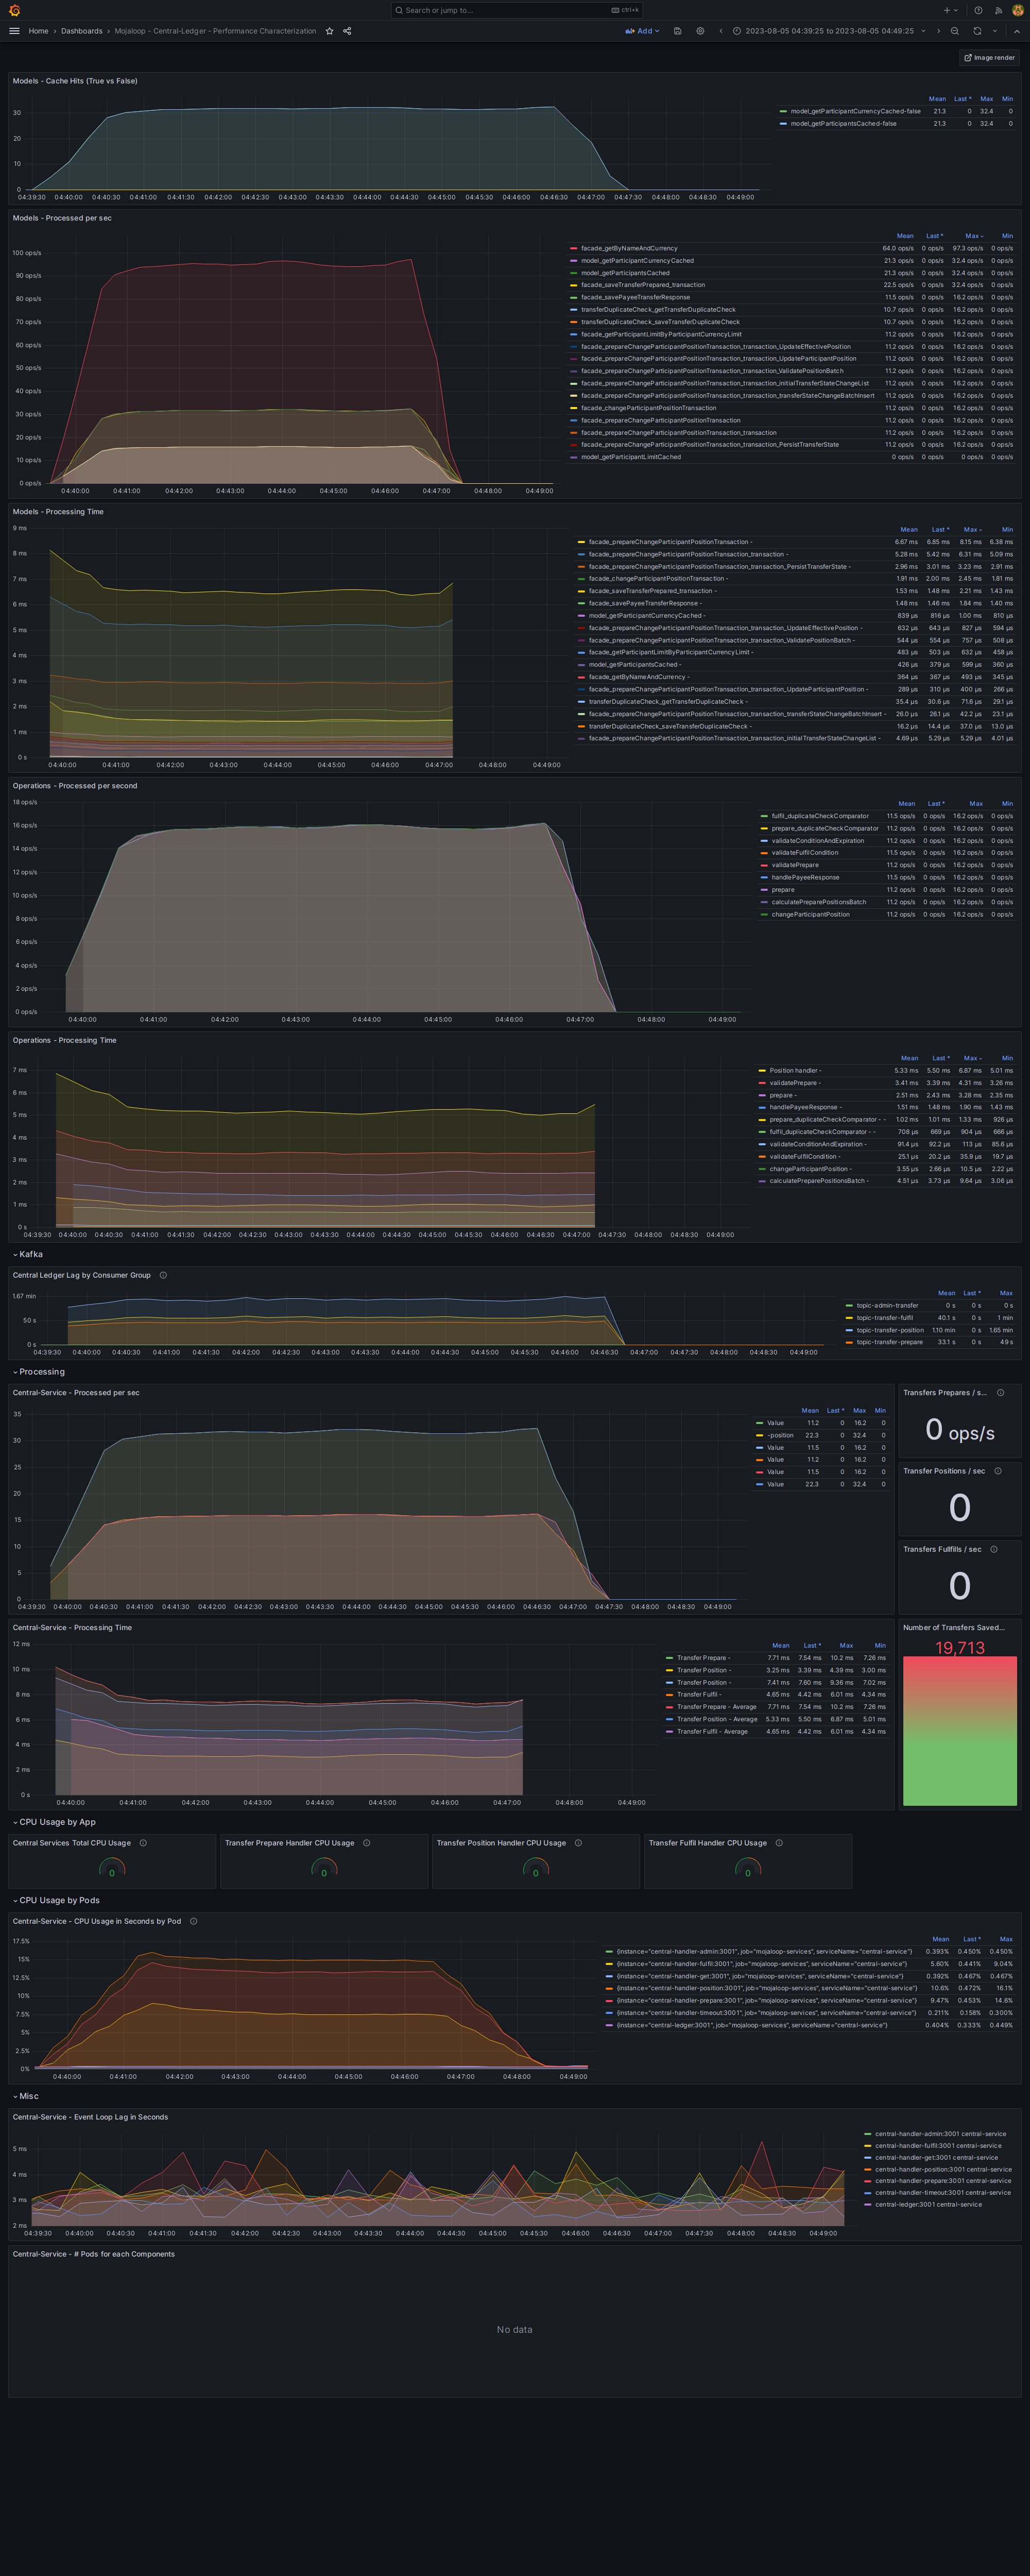 Search or jump to...
ctrl+k
Home › Dashboards › Mojaloop - Central-Ledger - Performance Characterization
Add
2023-08-05 04:39:25 to 2023-08-05 04:49:25
Image render
Models - Cache Hits (True vs False)
Mean Last * Max Min
model_getParticipantCurrencyCached-false 21.3 0 32.4 0
model_getParticipantsCached-false 21.3 0 32.4 0
30
20
10
0
04:39:30 04:40:00 04:40:30 04:41:00 04:41:30 04:42:00 04:42:30 04:43:00 04:43:30 04:44:00 04:44:30 04:45:00 04:45:30 04:46:00 04:46:30 04:47:00 04:47:30 04:48:00 04:48:30 04:49:00
Models - Processed per sec
Mean Last * Max Min
100 ops/s
90 ops/s
80 ops/s
70 ops/s
60 ops/s
50 ops/s
40 ops/s
30 ops/s
20 ops/s
10 ops/s
0 ops/s
04:40:00 04:41:00 04:42:00 04:43:00 04:44:00 04:45:00 04:46:00 04:47:00 04:48:00 04:49:00
facade_getByNameAndCurrency 64.0 ops/s 0 ops/s 97.3 ops/s 0 ops/s
model_getParticipantCurrencyCached 21.3 ops/s 0 ops/s 32.4 ops/s 0 ops/s
model_getParticipantsCached 21.3 ops/s 0 ops/s 32.4 ops/s 0 ops/s
facade_saveTransferPrepared_transaction 22.5 ops/s 0 ops/s 32.4 ops/s 0 ops/s
facade_savePayeeTransferResponse 11.5 ops/s 0 ops/s 16.2 ops/s 0 ops/s
transferDuplicateCheck_getTransferDuplicateCheck 10.7 ops/s 0 ops/s 16.2 ops/s 0 ops/s
transferDuplicateCheck_saveTransferDuplicateCheck 10.7 ops/s 0 ops/s 16.2 ops/s 0 ops/s
facade_getParticipantLimitByParticipantCurrencyLimit 11.2 ops/s 0 ops/s 16.2 ops/s 0 ops/s
facade_prepareChangeParticipantPositionTransaction_transaction_UpdateEffectivePosition 11.2 ops/s 0 ops/s 16.2 ops/s 0 ops/s
facade_prepareChangeParticipantPositionTransaction_transaction_UpdateParticipantPosition 11.2 ops/s 0 ops/s 16.2 ops/s 0 ops/s
facade_prepareChangeParticipantPositionTransaction_transaction_ValidatePositionBatch 11.2 ops/s 0 ops/s 16.2 ops/s 0 ops/s
facade_prepareChangeParticipantPositionTransaction_transaction_initialTransferStateChangeList 11.2 ops/s 0 ops/s 16.2 ops/s 0 ops/s
facade_prepareChangeParticipantPositionTransaction_transaction_transferStateChangeBatchInsert 11.2 ops/s 0 ops/s 16.2 ops/s 0 ops/s
facade_changeParticipantPositionTransaction 11.2 ops/s 0 ops/s 16.2 ops/s 0 ops/s
facade_prepareChangeParticipantPositionTransaction 11.2 ops/s 0 ops/s 16.2 ops/s 0 ops/s
facade_prepareChangeParticipantPositionTransaction_transaction 11.2 ops/s 0 ops/s 16.2 ops/s 0 ops/s
facade_prepareChangeParticipantPositionTransaction_transaction_PersistTransferState 11.2 ops/s 0 ops/s 16.2 ops/s 0 ops/s
model_getParticipantLimitCached 0 ops/s 0 ops/s 0 ops/s 0 ops/s
Models - Processing Time
Mean Last * Max Min
9 ms
8 ms
7 ms
6 ms
5 ms
4 ms
3 ms
2 ms
1 ms
0 s
04:40:00 04:41:00 04:42:00 04:43:00 04:44:00 04:45:00 04:46:00 04:47:00 04:48:00 04:49:00
facade_prepareChangeParticipantPositionTransaction - 6.67 ms 6.85 ms 8.15 ms 6.38 ms
facade_prepareChangeParticipantPositionTransaction_transaction - 5.28 ms 5.42 ms 6.31 ms 5.09 ms
facade_prepareChangeParticipantPositionTransaction_transaction_PersistTransferState - 2.96 ms 3.01 ms 3.23 ms 2.91 ms
facade_changeParticipantPositionTransaction - 1.91 ms 2.00 ms 2.45 ms 1.81 ms
facade_saveTransferPrepared_transaction - 1.53 ms 1.48 ms 2.21 ms 1.43 ms
facade_savePayeeTransferResponse - 1.48 ms 1.46 ms 1.84 ms 1.40 ms
model_getParticipantCurrencyCached - 839 µs 816 µs 1.00 ms 810 µs
facade_prepareChangeParticipantPositionTransaction_transaction_UpdateEffectivePosition - 632 µs 643 µs 827 µs 594 µs
facade_prepareChangeParticipantPositionTransaction_transaction_ValidatePositionBatch - 544 µs 554 µs 757 µs 508 µs
facade_getParticipantLimitByParticipantCurrencyLimit - 483 µs 503 µs 632 µs 458 µs
model_getParticipantsCached - 426 µs 379 µs 599 µs 360 µs
facade_getByNameAndCurrency - 364 µs 367 µs 493 µs 345 µs
facade_prepareChangeParticipantPositionTransaction_transaction_UpdateParticipantPosition - 289 µs 310 µs 400 µs 266 µs
transferDuplicateCheck_getTransferDuplicateCheck - 35.4 µs 30.6 µs 71.6 µs 29.1 µs
facade_prepareChangeParticipantPositionTransaction_transaction_transferStateChangeBatchInsert - 26.0 µs 26.1 µs 42.2 µs 23.1 µs
transferDuplicateCheck_saveTransferDuplicateCheck - 16.2 µs 14.4 µs 37.0 µs 13.0 µs
facade_prepareChangeParticipantPositionTransaction_transaction_initialTransferStateChangeList - 4.69 µs 5.29 µs 5.29 µs 4.01 µs
Operations - Processed per second
Mean Last * Max Min
18 ops/s
16 ops/s
14 ops/s
12 ops/s
10 ops/s
8 ops/s
6 ops/s
4 ops/s
2 ops/s
0 ops/s
04:40:00 04:41:00 04:42:00 04:43:00 04:44:00 04:45:00 04:46:00 04:47:00 04:48:00 04:49:00
fulfil_duplicateCheckComparator 11.5 ops/s 0 ops/s 16.2 ops/s 0 ops/s
prepare_duplicateCheckComparator 11.2 ops/s 0 ops/s 16.2 ops/s 0 ops/s
validateConditionAndExpiration 11.2 ops/s 0 ops/s 16.2 ops/s 0 ops/s
validateFulfilCondition 11.5 ops/s 0 ops/s 16.2 ops/s 0 ops/s
validatePrepare 11.2 ops/s 0 ops/s 16.2 ops/s 0 ops/s
handlePayeeResponse 11.5 ops/s 0 ops/s 16.2 ops/s 0 ops/s
prepare 11.2 ops/s 0 ops/s 16.2 ops/s 0 ops/s
calculatePreparePositionsBatch 11.2 ops/s 0 ops/s 16.2 ops/s 0 ops/s
changeParticipantPosition 11.2 ops/s 0 ops/s 16.2 ops/s 0 ops/s
Operations - Processing Time
Mean Last * Max Min
7 ms
6 ms
5 ms
4 ms
3 ms
2 ms
1 ms
0 s
04:39:30 04:40:00 04:40:30 04:41:00 04:41:30 04:42:00 04:42:30 04:43:00 04:43:30 04:44:00 04:44:30 04:45:00 04:45:30 04:46:00 04:46:30 04:47:00 04:47:30 04:48:00 04:48:30 04:49:00
Position handler - 5.33 ms 5.50 ms 6.87 ms 5.01 ms
validatePrepare - 3.41 ms 3.39 ms 4.31 ms 3.26 ms
prepare - 2.51 ms 2.43 ms 3.28 ms 2.35 ms
handlePayeeResponse - 1.51 ms 1.48 ms 1.90 ms 1.43 ms
prepare_duplicateCheckComparator - - 1.02 ms 1.01 ms 1.33 ms 926 µs
fulfil_duplicateCheckComparator - - 708 µs 669 µs 904 µs 666 µs
validateConditionAndExpiration - 91.4 µs 92.2 µs 113 µs 85.6 µs
validateFulfilCondition - 25.1 µs 20.2 µs 35.9 µs 19.7 µs
changeParticipantPosition - 3.55 µs 2.66 µs 10.5 µs 2.22 µs
calculatePreparePositionsBatch - 4.51 µs 3.73 µs 9.64 µs 3.06 µs
Kafka
Central Ledger Lag by Consumer Group
Mean Last * Max
1.67 min
50 s
0 s
04:39:30 04:40:00 04:40:30 04:41:00 04:41:30 04:42:00 04:42:30 04:43:00 04:43:30 04:44:00 04:44:30 04:45:00 04:45:30 04:46:00 04:46:30 04:47:00 04:47:30 04:48:00 04:48:30 04:49:00
topic-admin-transfer 0 s 0 s 0 s
topic-transfer-fulfil 40.1 s 0 s 1 min
topic-transfer-position 1.10 min 0 s 1.65 min
topic-transfer-prepare 33.1 s 0 s 49 s
Processing
Central-Service - Processed per sec
Mean Last * Max Min
35
30
25
20
15
10
5
0
04:39:30 04:40:00 04:40:30 04:41:00 04:41:30 04:42:00 04:42:30 04:43:00 04:43:30 04:44:00 04:44:30 04:45:00 04:45:30 04:46:00 04:46:30 04:47:00 04:47:30 04:48:00 04:48:30 04:49:00
Value 11.2 0 16.2 0
-position 22.3 0 32.4 0
Value 11.5 0 16.2 0
Value 11.2 0 16.2 0
Value 11.5 0 16.2 0
Value 22.3 0 32.4 0
Transfers Prepares / s...
0 ops/s
Transfer Positions / sec
0
Transfers Fullfills / sec
0
Central-Service - Processing Time
Mean Last * Max Min
12 ms
10 ms
8 ms
6 ms
4 ms
2 ms
0 s
04:40:00 04:41:00 04:42:00 04:43:00 04:44:00 04:45:00 04:46:00 04:47:00 04:48:00 04:49:00
Transfer Prepare - 7.71 ms 7.54 ms 10.2 ms 7.26 ms
Transfer Position - 3.25 ms 3.39 ms 4.39 ms 3.00 ms
Transfer Position - 7.41 ms 7.60 ms 9.36 ms 7.02 ms
Transfer Fulfil - 4.65 ms 4.42 ms 6.01 ms 4.34 ms
Transfer Prepare - Average 7.71 ms 7.54 ms 10.2 ms 7.26 ms
Transfer Position - Average 5.33 ms 5.50 ms 6.87 ms 5.01 ms
Transfer Fulfil - Average 4.65 ms 4.42 ms 6.01 ms 4.34 ms
Number of Transfers Saved...
19,713
CPU Usage by App
Central Services Total CPU Usage
0
Transfer Prepare Handler CPU Usage
0
Transfer Position Handler CPU Usage
0
Transfer Fulfil Handler CPU Usage
0
CPU Usage by Pods
Central-Service - CPU Usage in Seconds by Pod
Mean Last * Max
17.5%
15%
12.5%
10%
7.5%
5%
2.5%
0%
04:40:00 04:41:00 04:42:00 04:43:00 04:44:00 04:45:00 04:46:00 04:47:00 04:48:00 04:49:00
{instance="central-handler-admin:3001", job="mojaloop-services", serviceName="central-service"} 0.393% 0.450% 0.450%
{instance="central-handler-fulfil:3001", job="mojaloop-services", serviceName="central-service"} 5.60% 0.441% 9.04%
{instance="central-handler-get:3001", job="mojaloop-services", serviceName="central-service"} 0.392% 0.467% 0.467%
{instance="central-handler-position:3001", job="mojaloop-services", serviceName="central-service"} 10.6% 0.472% 16.1%
{instance="central-handler-prepare:3001", job="mojaloop-services", serviceName="central-service"} 9.47% 0.453% 14.6%
{instance="central-handler-timeout:3001", job="mojaloop-services", serviceName="central-service"} 0.211% 0.158% 0.300%
{instance="central-ledger:3001", job="mojaloop-services", serviceName="central-service"} 0.404% 0.333% 0.449%
Misc
Central-Service - Event Loop Lag in Seconds
5 ms
4 ms
3 ms
2 ms
04:39:30 04:40:00 04:40:30 04:41:00 04:41:30 04:42:00 04:42:30 04:43:00 04:43:30 04:44:00 04:44:30 04:45:00 04:45:30 04:46:00 04:46:30 04:47:00 04:47:30 04:48:00 04:48:30 04:49:00
central-handler-admin:3001 central-service
central-handler-fulfil:3001 central-service
central-handler-get:3001 central-service
central-handler-position:3001 central-service
central-handler-prepare:3001 central-service
central-handler-timeout:3001 central-service
central-ledger:3001 central-service
Central-Service - # Pods for each Components
No data